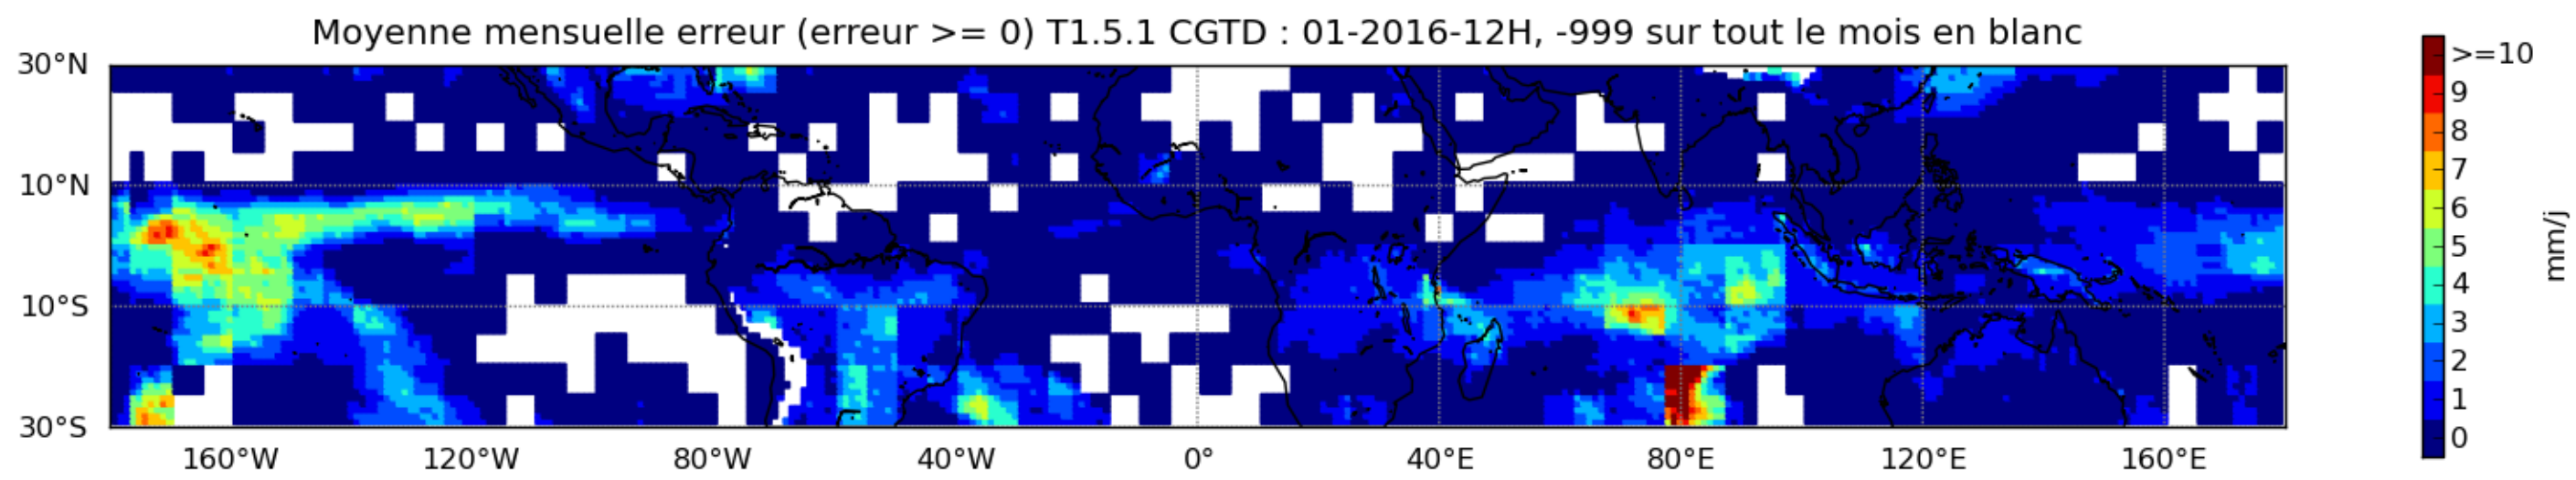 Moyenne mensuelle erreur (erreur >= 0) T1.5.1 CGTD : 01-2016-12H, -999 sur tout le mois en blanc
30°N
10°N
10°S
30°S
160°W 120°W 80°W 40°W 0° 40°E 80°E 120°E 160°E
>=10
9
8
7
6
5
4
3
2
1
0
mm/j